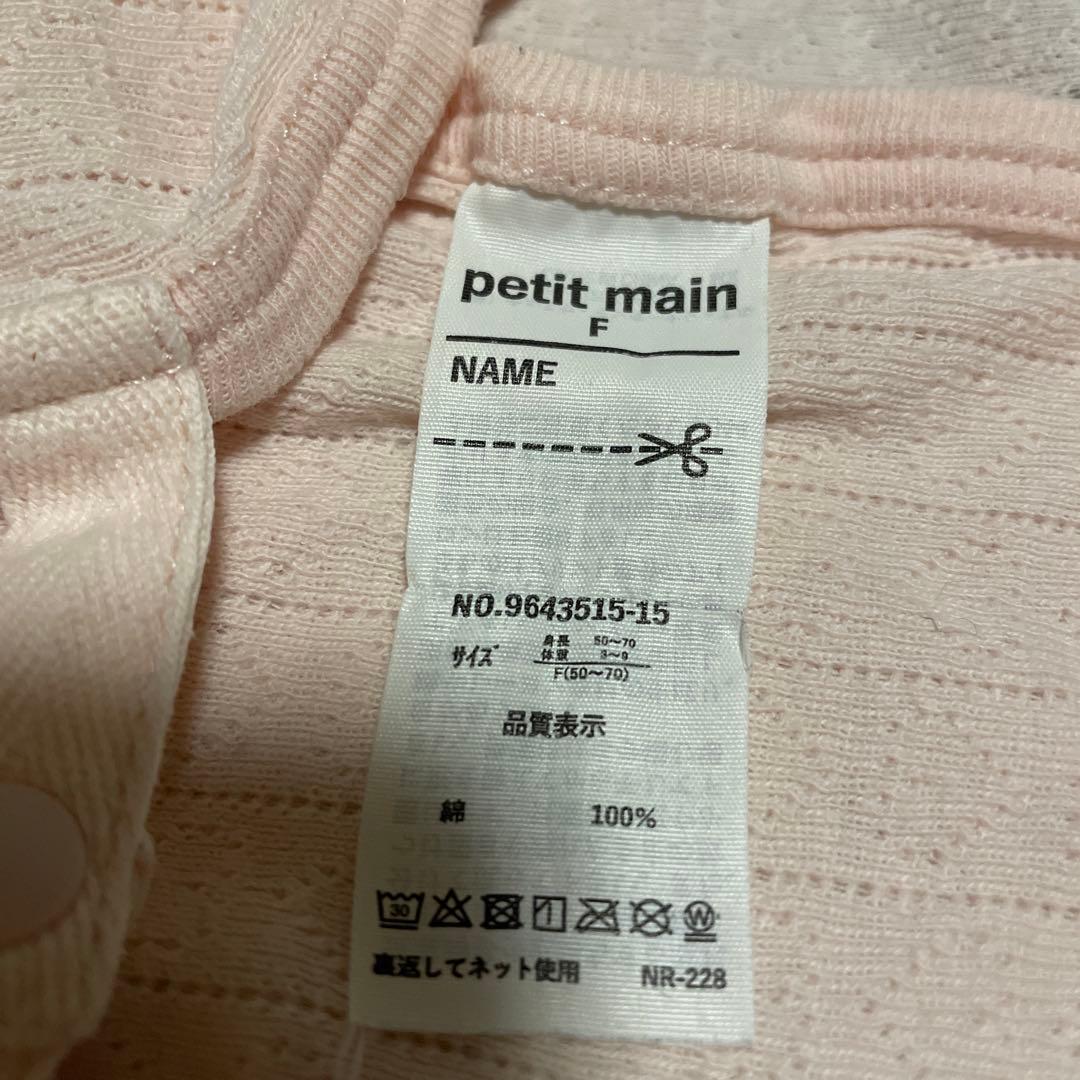 petit main
F
NAME
NO.9643515-15
サイズ
身長 50〜70
体重 3〜9
F(50〜70)
品質表示
綿 100%
30 W
裏返してネット使用 NR-228